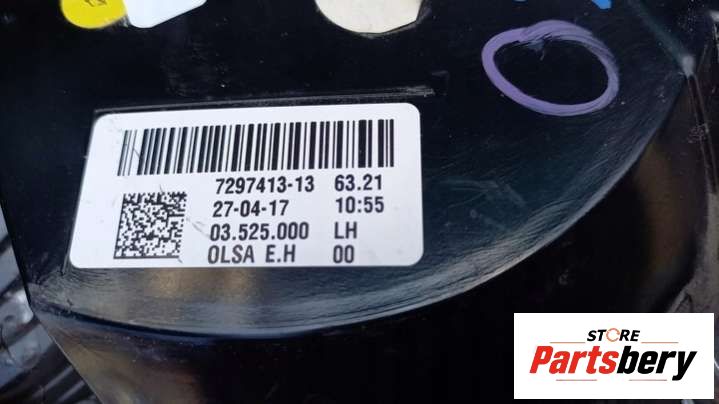 7297413-13 63.21
27-04-17 10:55
03.525.000 LH
OLSA E.H 00
STORE
Partsbery